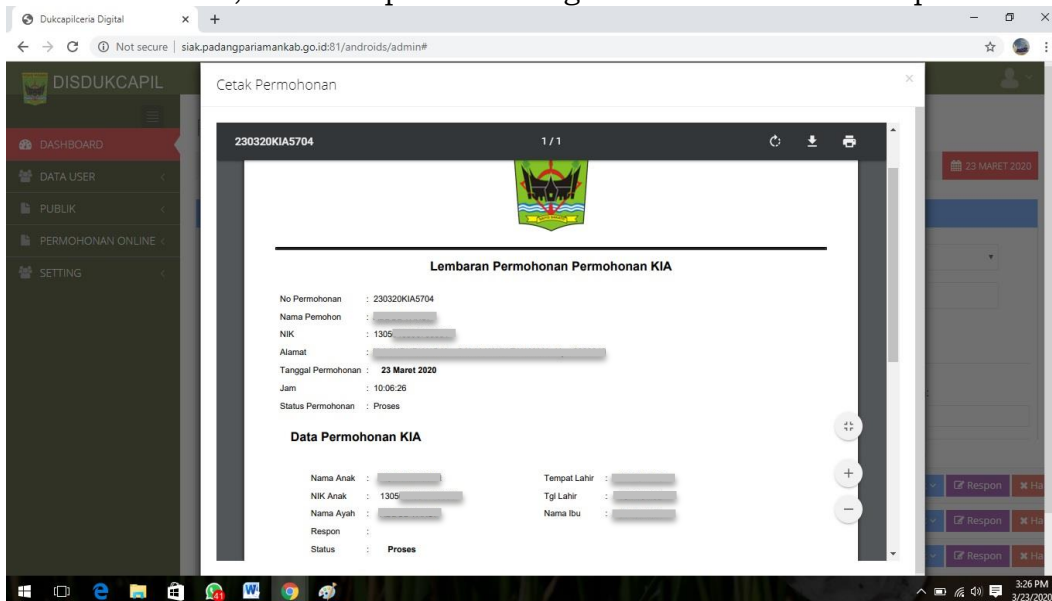 Dukcapilceria Digital
Not secure | siak.padangpariamankab.go.id:81/androids/admin#
DISDUKCAPIL
Cetak Permohonan
DASHBOARD
DATA USER
PUBLIK
PERMOHONAN ONLINE
SETTING
23 MARET 2020
230320KIA5704
1 / 1
Lembaran Permohonan Permohonan KIA
No Permohonan : 230320KIA5704
Nama Pemohon :
NIK : 1305
Alamat :
Tanggal Permohonan : 23 Maret 2020
Jam : 10:06:26
Status Permohonan : Proses
Data Permohonan KIA
Nama Anak : Tempat Lahir :
NIK Anak : 1305 Tgl Lahir :
Nama Ayah : Nama Ibu :
Respon :
Status : Proses
Respon Ha
Respon Ha
Respon Ha
3:26 PM
3/23/2020